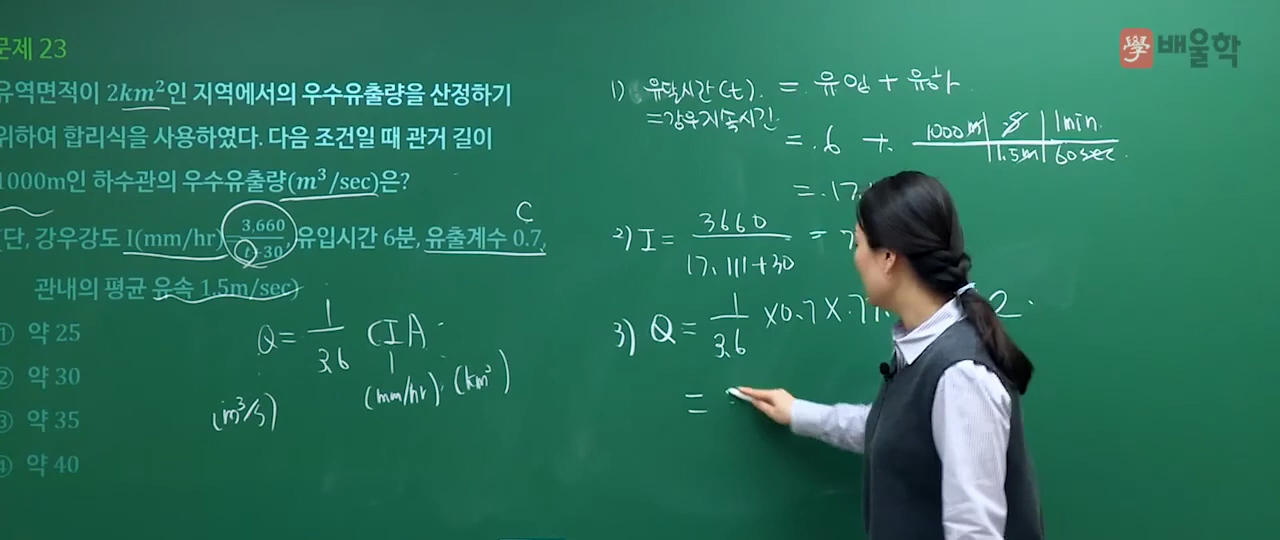 學 배울학
문제 23
유역면적이 2km²인 지역에서의 우수유출량을 산정하기
위하여 합리식을 사용하였다. 다음 조건일 때 관거 길이
1000m인 하수관의 우수유출량(m³/sec)은?
C
(단, 강우강도 I(mm/hr) 3,660/t+30, 유입시간 6분, 유출계수 0.7,
관내의 평균 유속 1.5m/sec)
① 약 25
② 약 30
③ 약 35
④ 약 40
Q = 1/3.6 CIA
(m³/s) (mm/hr) (km²)
1) 유달시간(t) = 유입 + 유하
= 강우지속시간
= 6 + 1000m | s | 1min / 1.5m | 60sec
= 17.1
2) I = 3660 / 17.111+30 = 7
3) Q = 1/3.6 × 0.7 × 77 2
=